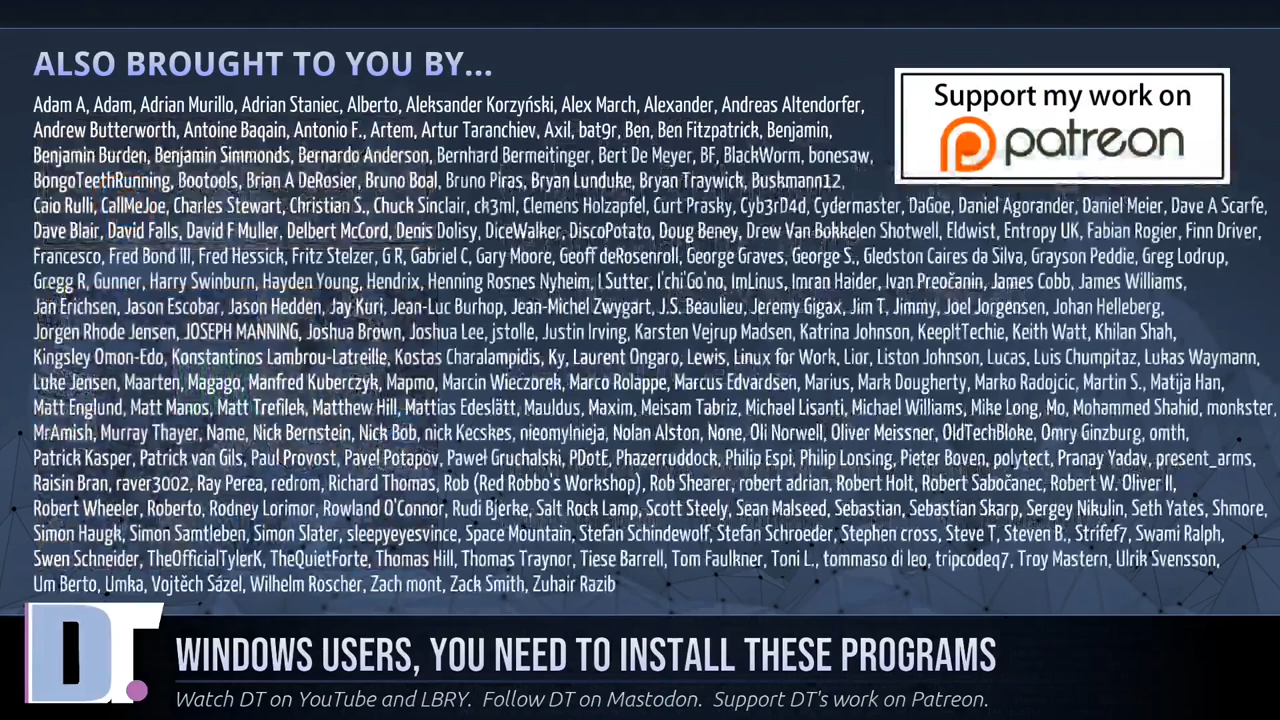 ALSO BROUGHT TO YOU BY...
Adam A, Adam, Adrian Murillo, Adrian Staniec, Alberto, Aleksander Korzyński, Alex March, Alexander, Andreas Altendorfer,
Andrew Butterworth, Antoine Baqain, Antonio F., Artem, Artur Taranchiev, Axil, bat9r, Ben, Ben Fitzpatrick, Benjamin,
Benjamin Burden, Benjamin Simmonds, Bernardo Anderson, Bernhard Bermeitinger, Bert De Meyer, BF, BlackWorm, bonesaw,
BongoTeethRunning, Bootools, Brian A DeRosier, Bruno Boal, Bruno Piras, Bryan Lunduke, Bryan Traywick, Buskmann12,
Caio Rulli, CallMeJoe, Charles Stewart, Christian S., Chuck Sinclair, ck3ml, Clemens Holzapfel, Curt Prasky, Cyb3rD4d, Cydermaster, DaGoe, Daniel Agorander, Daniel Meier, Dave A Scarfe,
Dave Blair, David Falls, David F Muller, Delbert McCord, Denis Dolisy, DiceWalker, DiscoPotato, Doug Beney, Drew Van Bokkelen Shotwell, Eldwist, Entropy UK, Fabian Rogier, Finn Driver,
Francesco, Fred Bond III, Fred Hessick, Fritz Stelzer, G R, Gabriel C, Gary Moore, Geoff deRosenroll, George Graves, George S., Gledston Caires da Silva, Grayson Peddie, Greg Lodrup,
Gregg R, Gunner, Harry Swinburn, Hayden Young, Hendrix, Henning Rosnes Nyheim, I Sutter, I'chi'Go'no, ImLinus, Imran Haider, Ivan Preočanin, James Cobb, James Williams,
Jan Erichsen, Jason Escobar, Jason Hedden, Jay Kuri, Jean-Luc Burhop, Jean-Michel Zwygart, J.S. Beaulieu, Jeremy Gigax, Jim T, Jimmy, Joel Jorgensen, Johan Helleberg,
Jorgen Rhode Jensen, JOSEPH MANNING, Joshua Brown, Joshua Lee, jstolle, Justin Irving, Karsten Vejrup Madsen, Katrina Johnson, KeepItTechie, Keith Watt, Khilan Shah,
Kingsley Omon-Edo, Konstantinos Lambrou-Latreille, Kostas Charalampidis, Ky, Laurent Ongaro, Lewis, Linux for Work, Lior, Liston Johnson, Lucas, Luis Chumpitaz, Lukas Waymann,
Luke Jensen, Maarten, Magago, Manfred Kuberczyk, Mapmo, Marcin Wieczorek, Marco Rolappe, Marcus Edvardsen, Marius, Mark Dougherty, Marko Radojcic, Martin S., Matija Han,
Matt Englund, Matt Manos, Matt Trefilek, Matthew Hill, Mattias Edeslätt, Mauldus, Maxim, Meisam Tabriz, Michael Lisanti, Michael Williams, Mike Long, Mo, Mohammed Shahid, monkster,
MrAmish, Murray Thayer, Name, Nick Bernstein, Nick Bob, nick Kecskes, nieomylnieja, Nolan Alston, None, Oli Norwell, Oliver Meissner, OldTechBloke, Omry Ginzburg, omth,
Patrick Kasper, Patrick van Gils, Paul Provost, Pavel Potapov, Paweł Gruchalski, PDotE, Phazerruddock, Philip Espi, Philip Lonsing, Pieter Boven, polytect, Pranay Yadav, present_arms,
Raisin Bran, raver3002, Ray Perea, redrom, Richard Thomas, Rob (Red Robbo's Workshop), Rob Shearer, robert adrian, Robert Holt, Robert Sabočanec, Robert W. Oliver II,
Robert Wheeler, Roberto, Rodney Lorimor, Rowland O'Connor, Rudi Bjerke, Salt Rock Lamp, Scott Steely, Sean Malseed, Sebastian, Sebastian Skarp, Sergey Nikulin, Seth Yates, Shmore,
Simon Haugk, Simon Samtleben, Simon Slater, sleepyeyesvince, Space Mountain, Stefan Schindewolf, Stefan Schroeder, Stephen cross, Steve T, Steven B., Strifef7, Swami Ralph,
Swen Schneider, TheOfficialTylerK, TheQuietForte, Thomas Hill, Thomas Traynor, Tiese Barrell, Tom Faulkner, Toni L., tommaso di leo, tripcodeq7, Troy Mastern, Ulrik Svensson,
Um Berto, Umka, Vojtěch Sázel, Wilhelm Roscher, Zach mont, Zack Smith, Zuhair Razib
Support my work on
patreon
DT.
WINDOWS USERS, YOU NEED TO INSTALL THESE PROGRAMS
Watch DT on YouTube and LBRY. Follow DT on Mastodon. Support DT's work on Patreon.